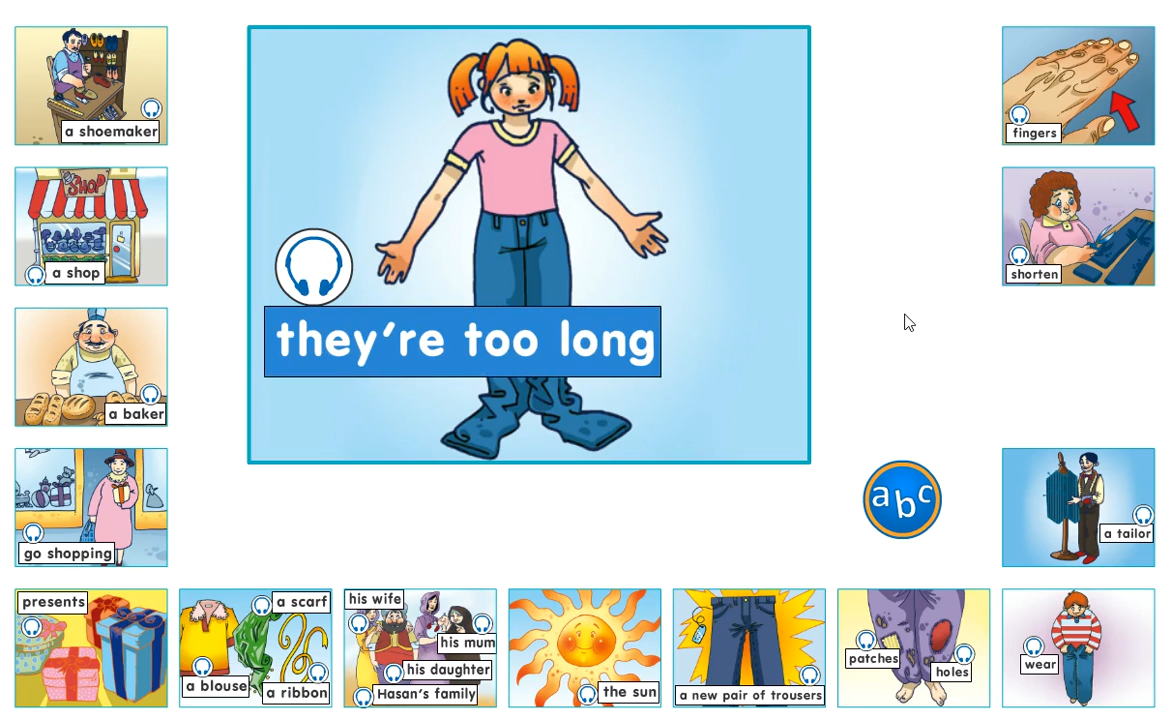 a shoemaker
SHOP
a shop
a baker
go shopping
they're too long
fingers
shorten
abc
a tailor
presents
a scarf
a blouse
a ribbon
his wife
his mum
his daughter
Hasan's family
the sun
a new pair of trousers
patches
holes
wear